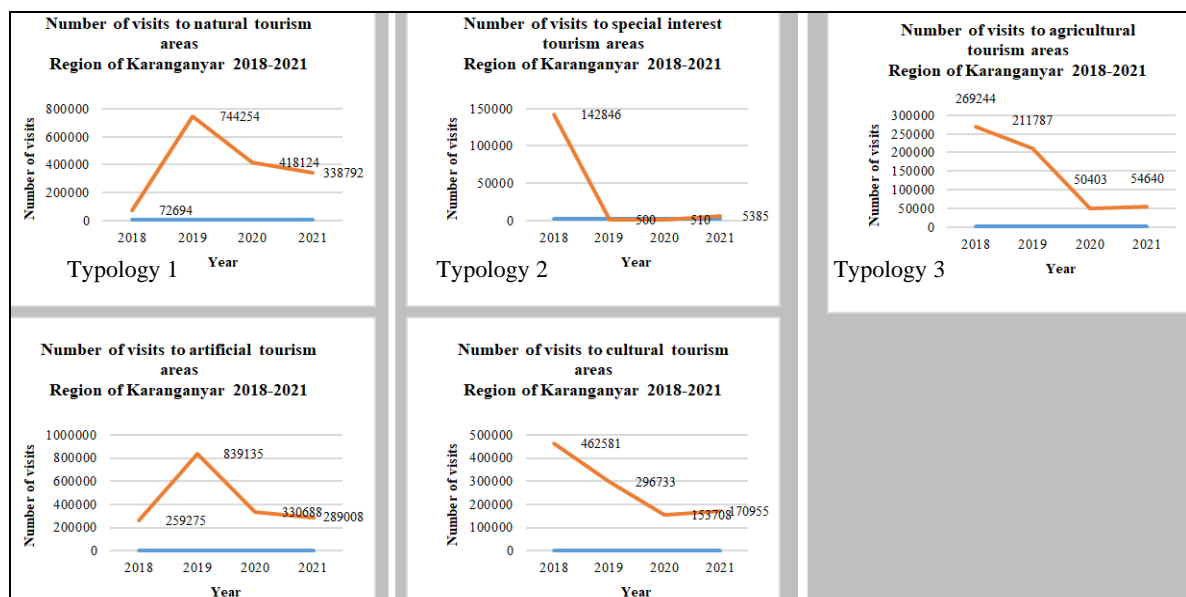 Number of visits to natural tourism
areas
Region of Karanganyar 2018-2021
800000
600000
400000
200000
0
Number of visits
744254
418124
338792
72694
2018 2019 2020 2021
Year
Typology 1
Number of visits to special interest
tourism areas
Region of Karanganyar 2018-2021
150000
100000
50000
0
Number of visits
142846
500
510
5385
2018 2019 2020 2021
Year
Typology 2
Number of visits to agricultural
tourism areas
Region of Karanganyar 2018-2021
300000
250000
200000
150000
100000
50000
0
Number of visits
269244
211787
50403
54640
2018 2019 2020 2021
Year
Typology 3
Number of visits to artificial tourism
areas
Region of Karanganyar 2018-2021
1000000
800000
600000
400000
200000
0
Number of visits
839135
259275
330688
289008
2018 2019 2020 2021
Year
Number of visits to cultural tourism
areas
Region of Karanganyar 2018-2021
500000
400000
300000
200000
100000
0
Number of visits
462581
296733
153708
170955
2018 2019 2020 2021
Year